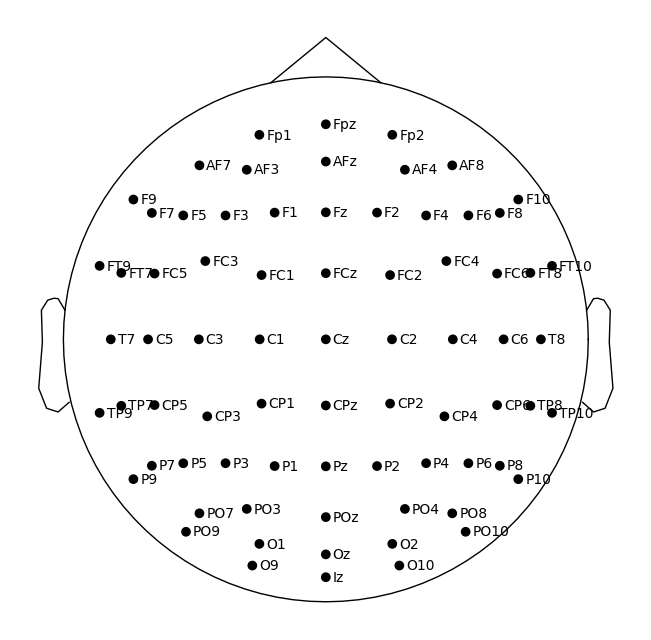 Fpz
Fp1 Fp2
AFz
AF7 AF3 AF4 AF8
F9 F10
F7 F5 F3 F1 Fz F2 F4 F6 F8
FT9 FC3 FC4 FT10
FT7 FC5 FC1 FCz FC2 FC6 FT8
T7 C5 C3 C1 Cz C2 C4 C6 T8
TP7 CP5 CP1 CPz CP2 CP6 TP8
TP9 CP3 CP4 TP10
P7 P5 P3 P1 Pz P2 P4 P6 P8
P9 P10
PO7 PO3 POz PO4 PO8
PO9 PO10
O1 Oz O2
O9 O10
Iz